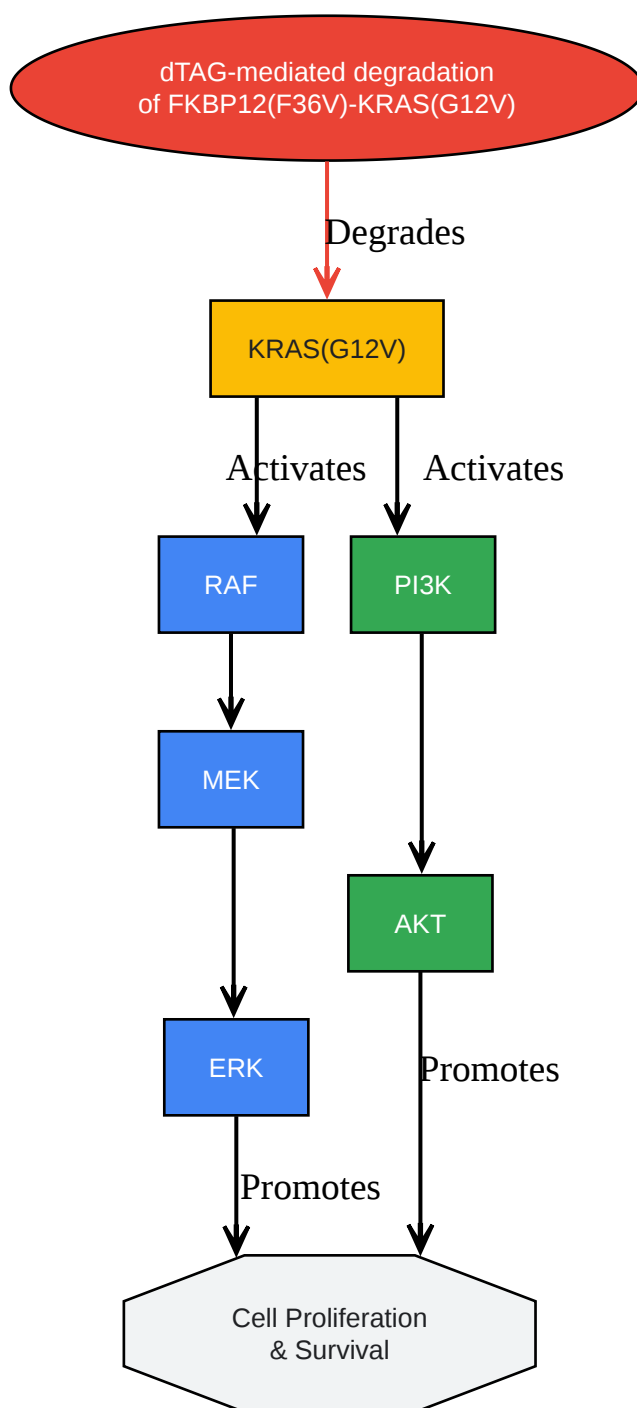 dTAG-mediated degradation
of FKBP12(F36V)-KRAS(G12V)
Degrades
KRAS(G12V)
Activates
Activates
RAF
PI3K
MEK
AKT
ERK
Promotes
Promotes
Cell Proliferation
& Survival